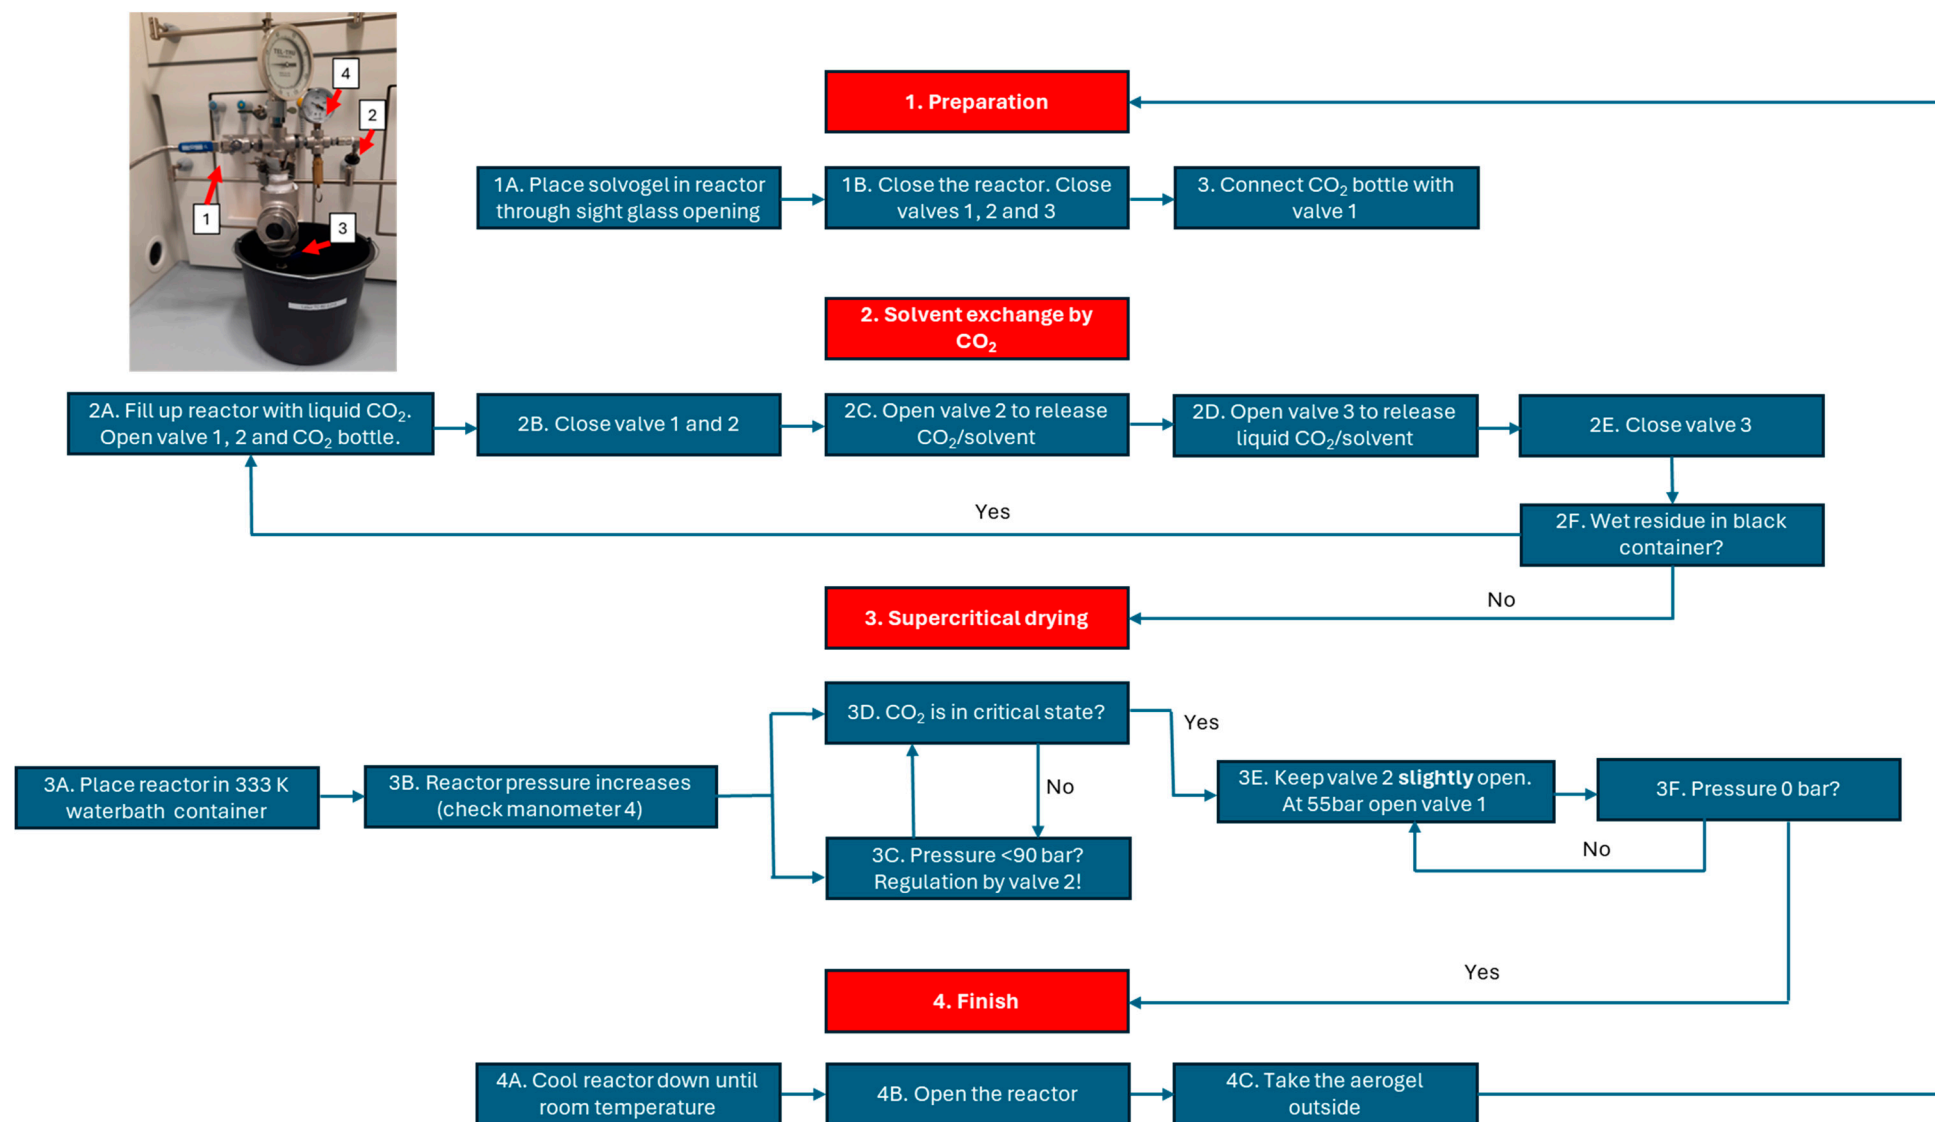 TEL-TRU
4
2
1
3
1. Preparation
1A. Place solvogel in reactor
through sight glass opening
1B. Close the reactor. Close
valves 1, 2 and 3
3. Connect CO₂ bottle with
valve 1
2. Solvent exchange by
CO₂
2A. Fill up reactor with liquid CO₂.
Open valve 1, 2 and CO₂ bottle.
2B. Close valve 1 and 2
2C. Open valve 2 to release
CO₂/solvent
2D. Open valve 3 to release
liquid CO₂/solvent
2E. Close valve 3
Yes
2F. Wet residue in black
container?
No
3. Supercritical drying
3A. Place reactor in 333 K
waterbath container
3B. Reactor pressure increases
(check manometer 4)
3D. CO₂ is in critical state?
Yes
No
3C. Pressure <90 bar?
Regulation by valve 2!
3E. Keep valve 2 slightly open.
At 55bar open valve 1
3F. Pressure 0 bar?
No
Yes
4. Finish
4A. Cool reactor down until
room temperature
4B. Open the reactor
4C. Take the aerogel
outside